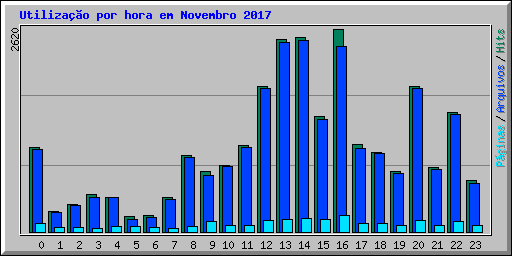 Utilização por hora em Novembro 2017
2620
Páginas / Arquivos / Hits
0 1 2 3 4 5 6 7 8 9 10 11 12 13 14 15 16 17 18 19 20 21 22 23